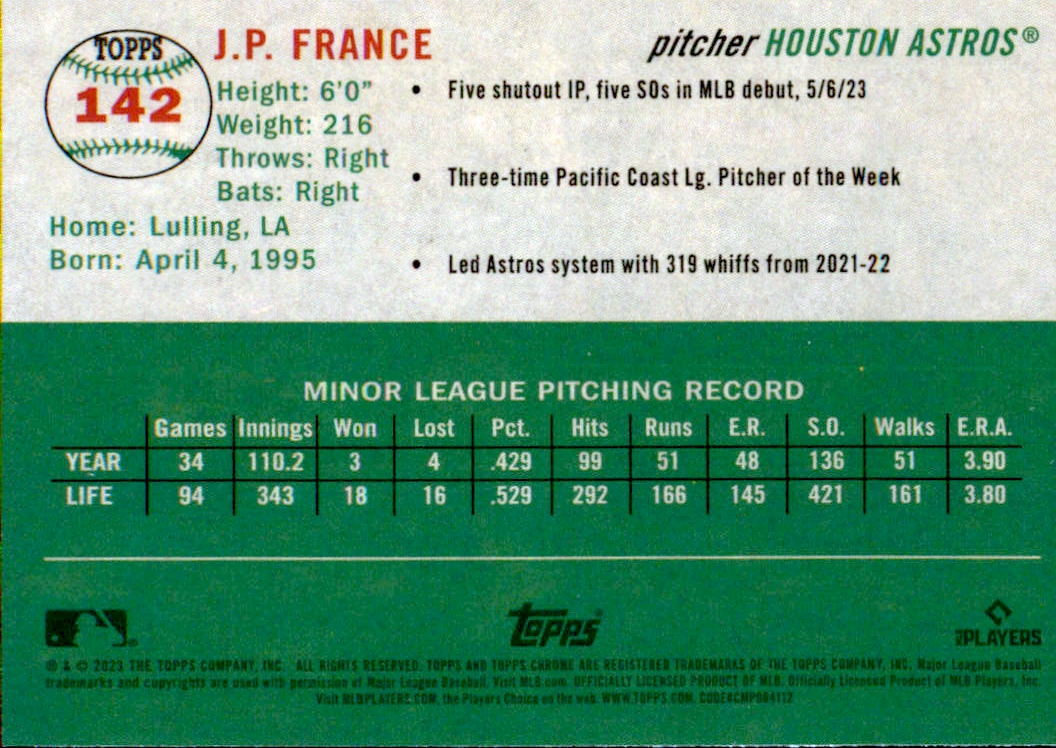 TOPPS
142
J.P. FRANCE
pitcher HOUSTON ASTROS®
Height: 6'0"
Weight: 216
Throws: Right
Bats: Right
Home: Lulling, LA
Born: April 4, 1995
• Five shutout IP, five SOs in MLB debut, 5/6/23
• Three-time Pacific Coast Lg. Pitcher of the Week
• Led Astros system with 319 whiffs from 2021-22
MINOR LEAGUE PITCHING RECORD
Games Innings Won Lost Pct. Hits Runs E.R. S.O. Walks E.R.A.
YEAR 34 110.2 3 4 .429 99 51 48 136 51 3.90
LIFE 94 343 18 16 .529 292 166 145 421 161 3.80
Topps
PLAYERS
® & © 2023 THE TOPPS COMPANY, INC. ALL RIGHTS RESERVED. TOPPS AND TOPPS CHROME ARE REGISTERED TRADEMARKS OF THE TOPPS COMPANY, INC. Major League Baseball
trademarks and copyrights are used with permission of Major League Baseball. Visit MLB.com. OFFICIALLY LICENSED PRODUCT OF MLB. Officially Licensed Product of MLB Players, Inc.
Visit MLBPLAYERS.COM, the Players Choice on the web. WWW.TOPPS.COM.